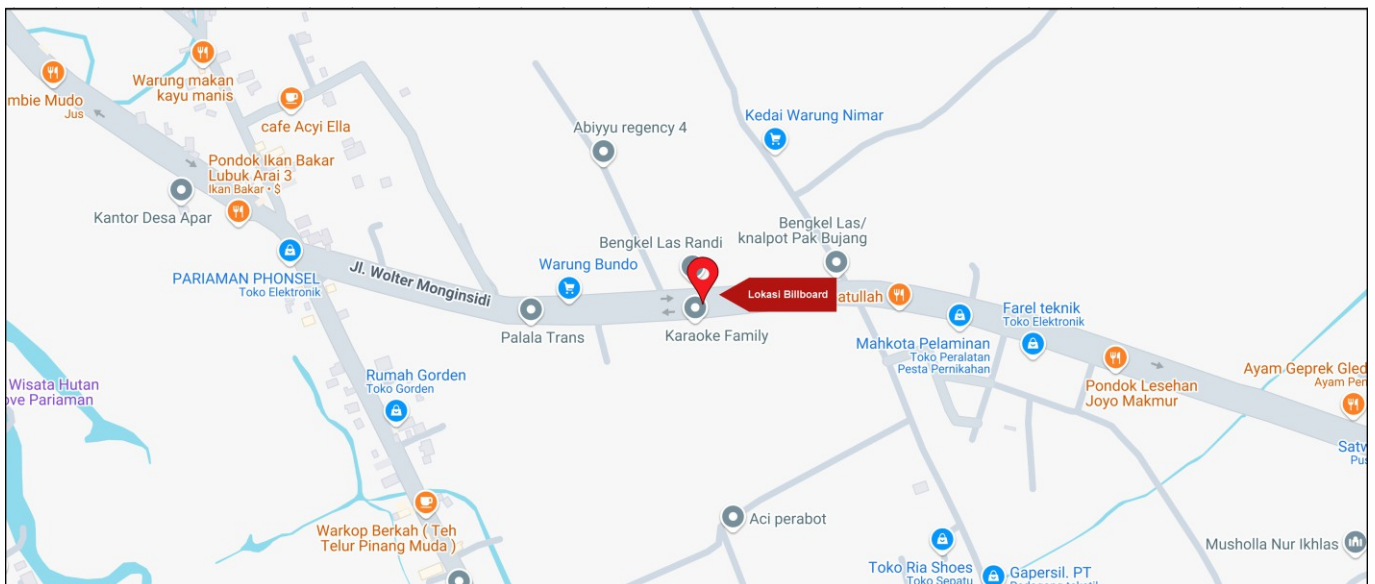 Warung makan
kayu manis
mbie Mudo
Jus
cafe Acyi Ella
Pondok Ikan Bakar
Lubuk Arai 3
Ikan Bakar • $
Kantor Desa Apar
PARIAMAN PHONSEL
Toko Elektronik
Jl. Wolter Monginsidi
Abiyyu regency 4
Kedai Warung Nimar
Bengkel Las Randi
Bengkel Las/
knalpot Pak Bujang
Warung Bundo
Lokasi Billboard
atullah
Palala Trans
Karaoke Family
Farel teknik
Toko Elektronik
Mahkota Pelaminan
Toko Peralatan
Pesta Pernikahan
Rumah Gorden
Toko Gorden
Wisata Hutan
ove Pariaman
Pondok Lesehan
Joyo Makmur
Ayam Geprek Gled
Ayam Pen
Satw
Pus
Warkop Berkah ( Teh
Telur Pinang Muda )
Aci perabot
Musholla Nur Ikhlas
Toko Ria Shoes
Toko Sepatu
Gapersil. PT